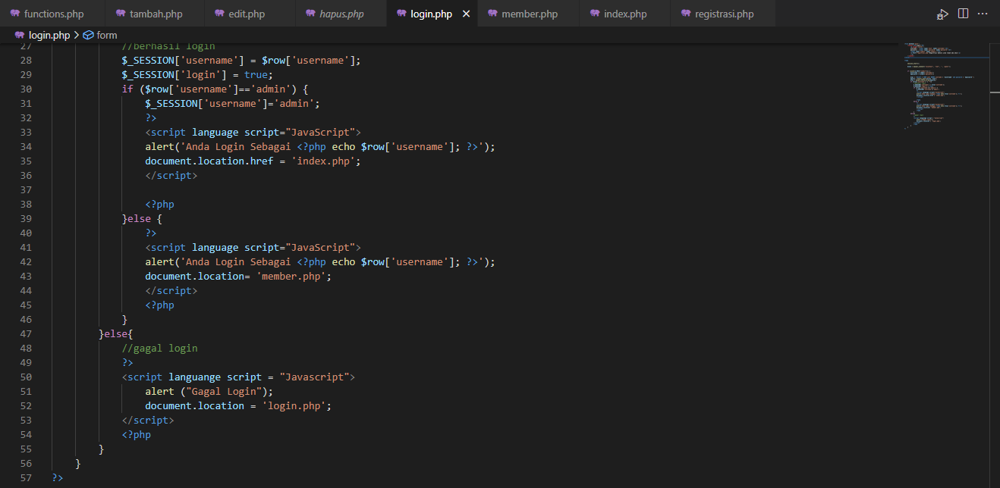 functions.php tambah.php edit.php hapus.php login.php × member.php index.php registrasi.php ···
login.php > form
27 //berhasil login
28 $_SESSION['username'] = $row['username'];
29 $_SESSION['login'] = true;
30 if ($row['username']=='admin') {
31 $_SESSION['username']='admin';
32 ?>
33 <script language script="JavaScript">
34 alert('Anda Login Sebagai <?php echo $row['username']; ?>');
35 document.location.href = 'index.php';
36 </script>
37
38 <?php
39 }else {
40 ?>
41 <script language script="JavaScript">
42 alert('Anda Login Sebagai <?php echo $row['username']; ?>');
43 document.location= 'member.php';
44 </script>
45 <?php
46 }
47 }else{
48 //gagal login
49 ?>
50 <script languange script = "Javascript">
51 alert ("Gagal Login");
52 document.location = 'login.php';
53 </script>
54 <?php
55 }
56 }
57 ?>